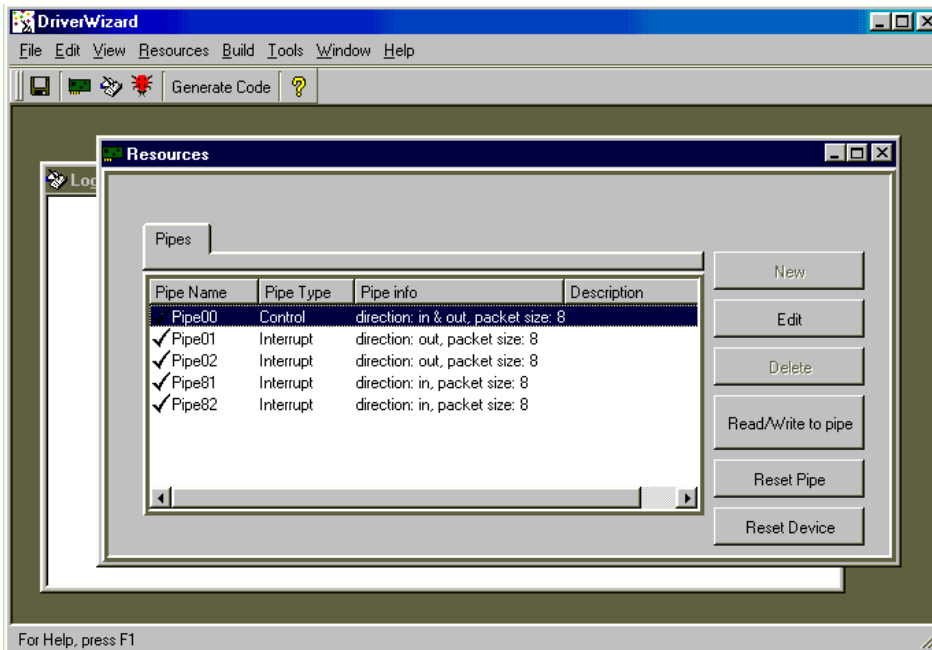 DriverWizard
File Edit View Resources Build Tools Window Help
Generate Code
Resources
Log
Pipes
Pipe Name Pipe Type Pipe info Description
Pipe00 Control direction: in & out, packet size: 8
Pipe01 Interrupt direction: out, packet size: 8
Pipe02 Interrupt direction: out, packet size: 8
Pipe81 Interrupt direction: in, packet size: 8
Pipe82 Interrupt direction: in, packet size: 8
New
Edit
Delete
Read/Write to pipe
Reset Pipe
Reset Device
For Help, press F1